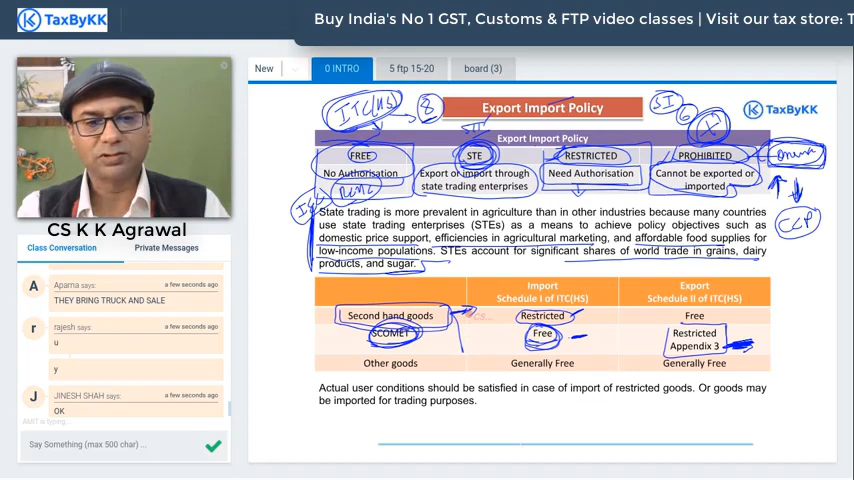 TaxByKK
Buy India's No 1 GST, Customs & FTP video classes | Visit our tax store: T
New
0 INTRO
5 ftp 15-20
board (3)
ITC(HS)
8
Export Import Policy
SI
6
X
TaxByKK
Export Import Policy
FREE
STE
RESTRICTED
PROHIBITED
No Authorisation
Export or import through
state trading enterprises
Need Authorisation
Cannot be exported or
imported
CCP
State trading is more prevalent in agriculture than in other industries because many countries
use state trading enterprises (STEs) as a means to achieve policy objectives such as
domestic price support, efficiencies in agricultural marketing, and affordable food supplies for
low-income populations. STEs account for significant shares of world trade in grains, dairy
products, and sugar.
Import
Schedule I of ITC(HS)
Export
Schedule II of ITC(HS)
Second hand goods
Restricted
Free
SCOMET
Free
Restricted
Appendix 3
Other goods
Generally Free
Generally Free
Actual user conditions should be satisfied in case of import of restricted goods. Or goods may
be imported for trading purposes.
CS K K Agrawal
Class Conversation
Private Messages
A
Aparna says:
a few seconds ago
THEY BRING TRUCK AND SALE
r
rajesh says:
a few seconds ago
u
y
J
JINESH SHAH says:
a few seconds ago
OK
AMIT is typing...
Say Something (max 500 char) ...